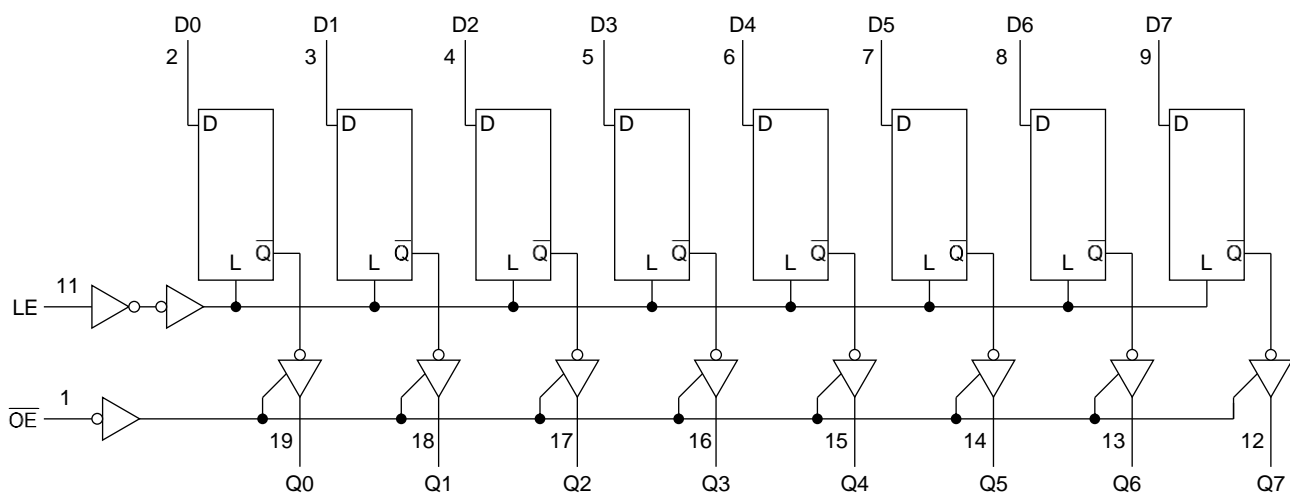 D0 D1 D2 D3 D4 D5 D6 D7
2 3 4 5 6 7 8 9
D D D D D D D D
Q̅ Q̅ Q̅ Q̅ Q̅ Q̅ Q̅ Q̅
L L L L L L L L
11
LE
1
O̅E̅
19 18 17 16 15 14 13 12
Q0 Q1 Q2 Q3 Q4 Q5 Q6 Q7